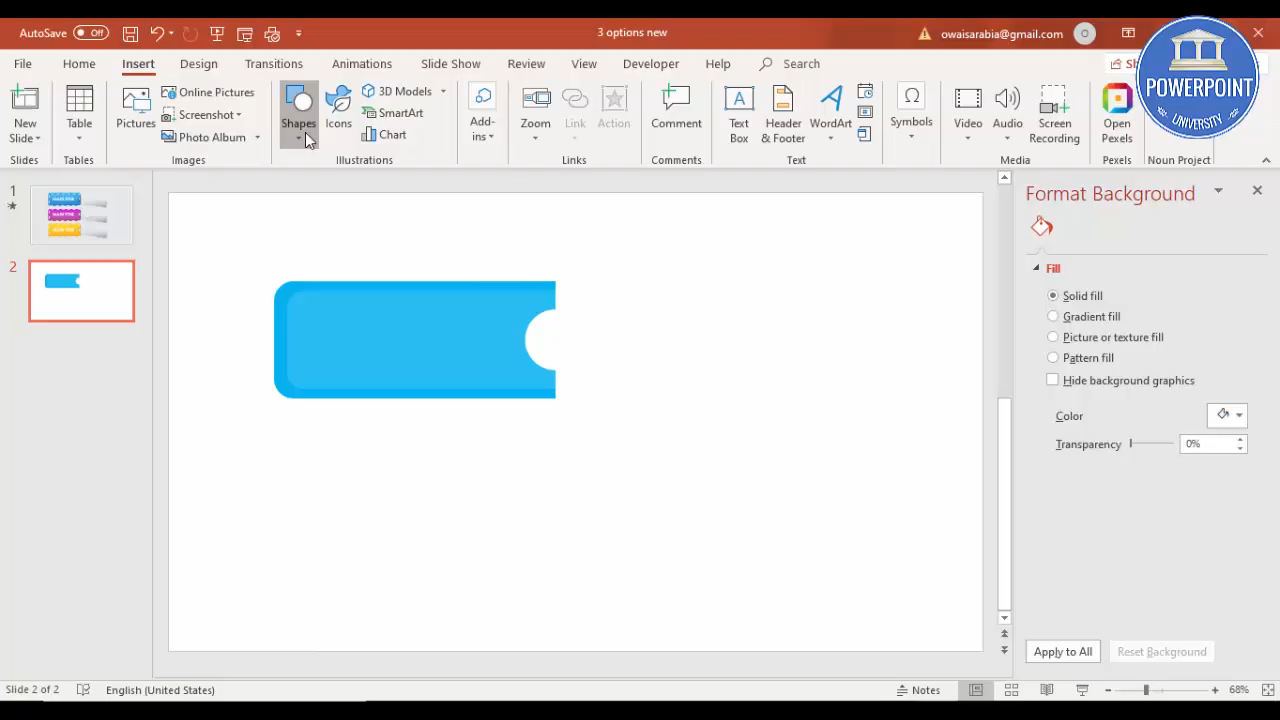 AutoSave Off
3 options new
owaisarabia@gmail.com
O
File Home Insert Design Transitions Animations Slide Show Review View Developer Help Search
POWERPOINT
UNIVERSITY
New
Slide
Slides
Table
Tables
Pictures
Online Pictures
Screenshot
Photo Album
Images
Shapes
Icons
3D Models
SmartArt
Chart
Illustrations
Add-
ins
Zoom
Link
Action
Links
Comment
Comments
Text
Box
Header
& Footer
WordArt
Text
Symbols
Video
Audio
Screen
Recording
Media
Open
Pexels
Pexels
Noun Project
1
2
Format Background
Fill
Solid fill
Gradient fill
Picture or texture fill
Pattern fill
Hide background graphics
Color
Transparency 0%
Apply to All
Reset Background
Slide 2 of 2
English (United States)
Notes
68%